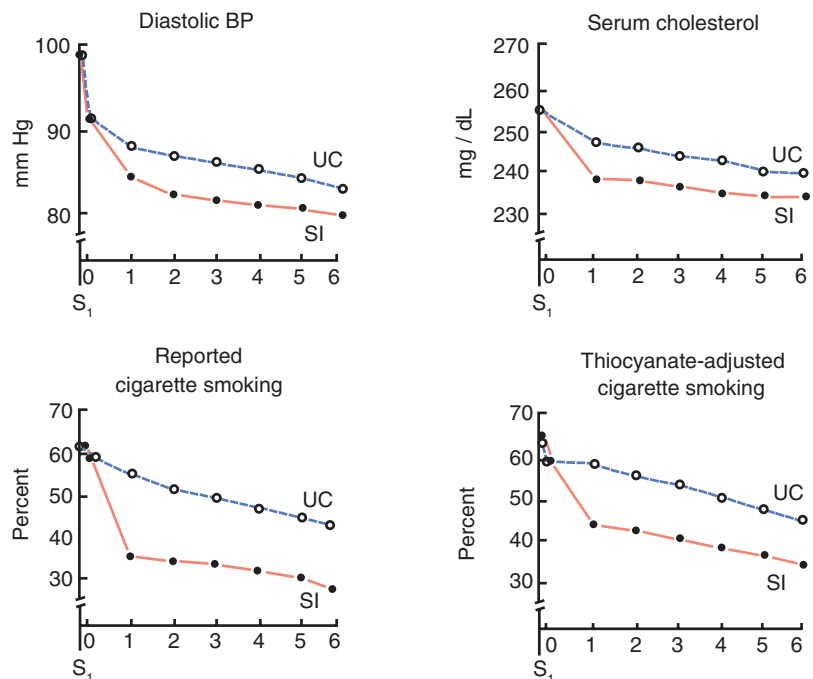 Diastolic BP
100
90
80
mm Hg
UC
SI
0 1 2 3 4 5 6
S1
Serum cholesterol
270
260
250
240
230
mg / dL
UC
SI
0 1 2 3 4 5 6
S1
Reported
cigarette smoking
70
60
50
40
30
Percent
UC
SI
0 1 2 3 4 5 6
S1
Thiocyanate-adjusted
cigarette smoking
70
60
50
40
30
Percent
UC
SI
0 1 2 3 4 5 6
S1